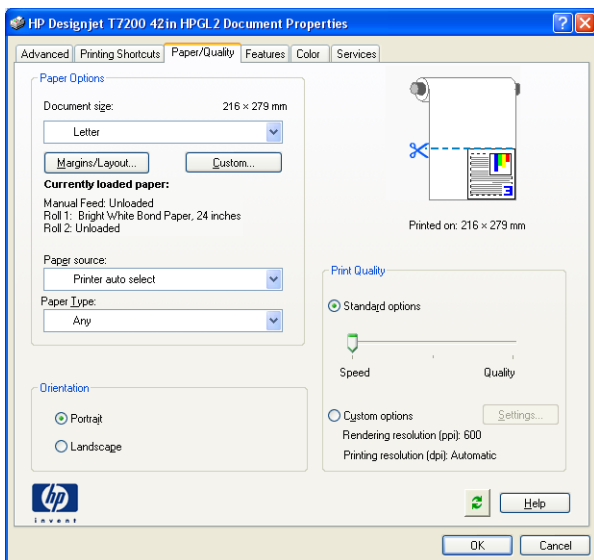 HP Designjet T7200 42in HPGL2 Document Properties
Advanced Printing Shortcuts Paper/Quality Features Color Services
Paper Options
Document size: 216 × 279 mm
Letter
Margins/Layout... Custom...
Currently loaded paper:
Manual Feed: Unloaded
Roll 1: Bright White Bond Paper, 24 inches
Roll 2: Unloaded
Paper source:
Printer auto select
Paper Type:
Any
Orientation
Portrait
Landscape
3
Printed on: 216 × 279 mm
Print Quality
Standard options
Speed Quality
Custom options Settings...
Rendering resolution (ppi): 600
Printing resolution (dpi): Automatic
hp
invent
Help
OK Cancel